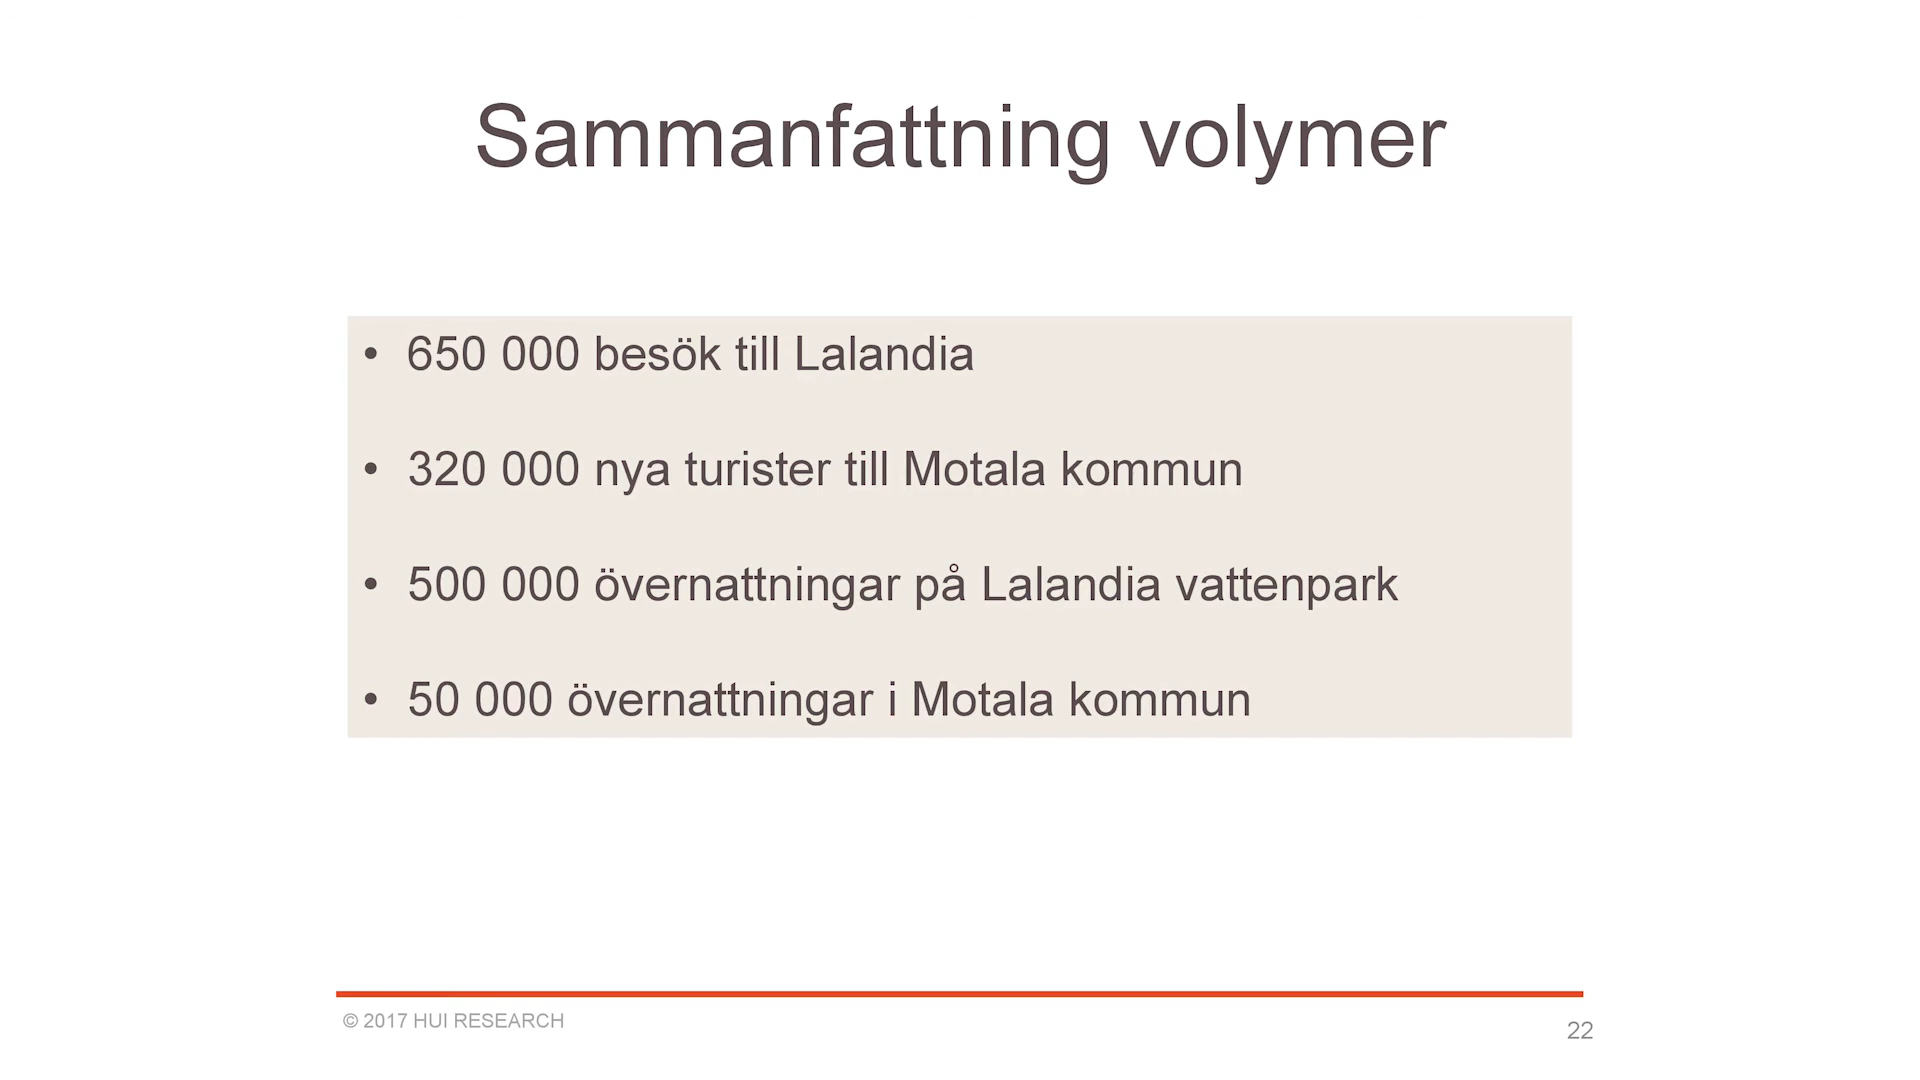 Sammanfattning volymer
• 650 000 besök till Lalandia
• 320 000 nya turister till Motala kommun
• 500 000 övernattningar på Lalandia vattenpark
• 50 000 övernattningar i Motala kommun
© 2017 HUI RESEARCH
22